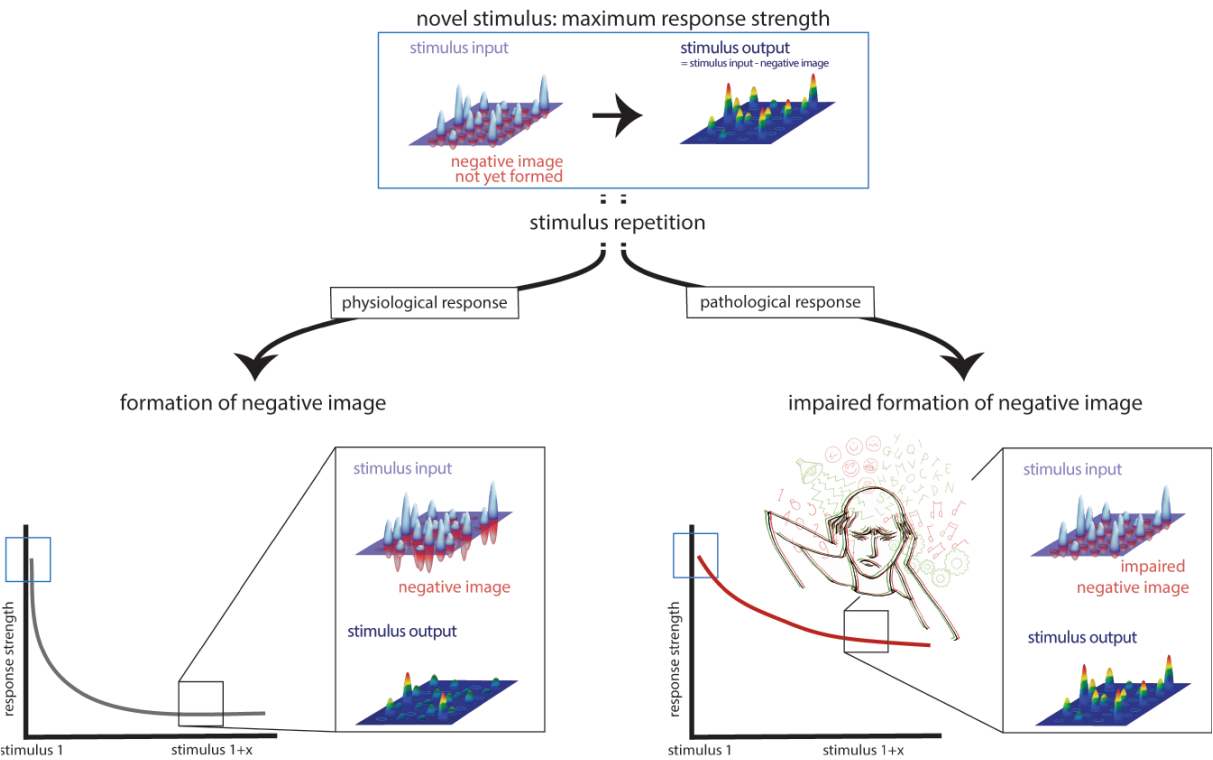 novel stimulus: maximum response strength
stimulus input
stimulus output
= stimulus input - negative image
negative image
not yet formed
stimulus repetition
physiological response
pathological response
formation of negative image
impaired formation of negative image
stimulus input
negative image
stimulus output
response strength
stimulus 1
stimulus 1+x
stimulus input
impaired
negative image
stimulus output
response strength
stimulus 1
stimulus 1+x